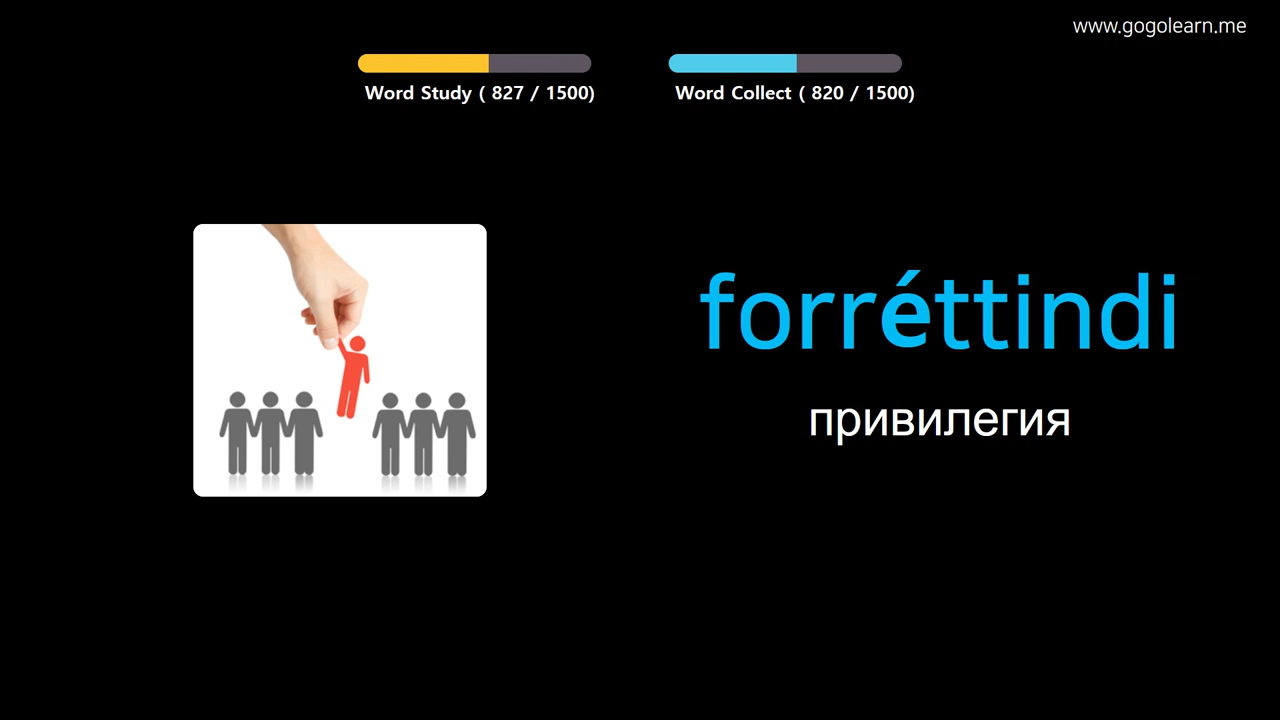 www.gogolearn.me
Word Study ( 827 / 1500)
Word Collect ( 820 / 1500)
forréttindi
привилегия